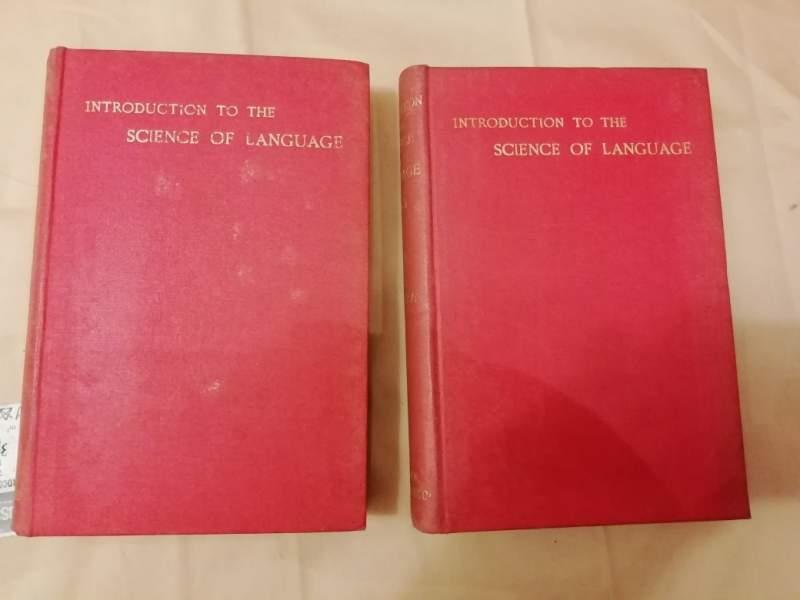 INTRODUCTION TO THE
SCIENCE OF LANGUAGE
INTRODUCTION TO THE
SCIENCE OF LANGUAGE